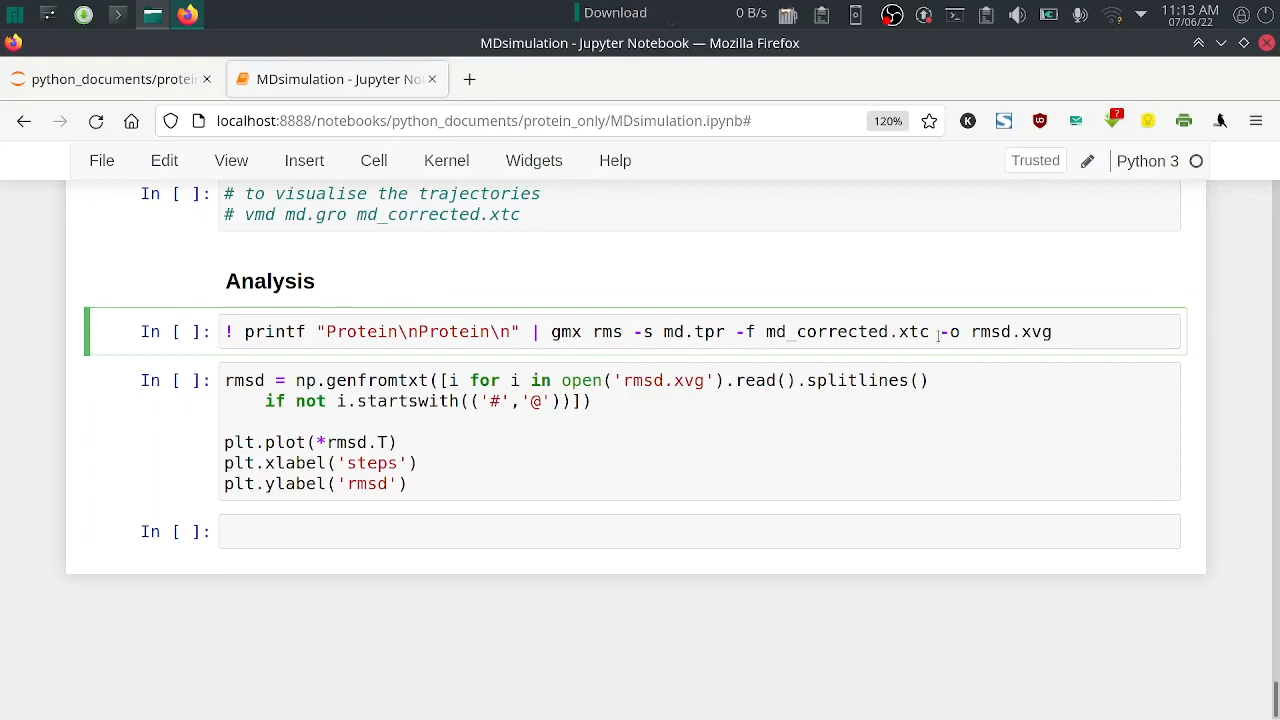 Download
0 B/s
11:13 AM
07/06/22
MDsimulation - Jupyter Notebook — Mozilla Firefox
python_documents/protei
MDsimulation - Jupyter No
localhost:8888/notebooks/python_documents/protein_only/MDsimulation.ipynb#
120%
File Edit View Insert Cell Kernel Widgets Help
Trusted
Python 3
In [ ]: # to visualise the trajectories
# vmd md.gro md_corrected.xtc
Analysis
In [ ]: ! printf "Protein\nProtein\n" | gmx rms -s md.tpr -f md_corrected.xtc -o rmsd.xvg
In [ ]: rmsd = np.genfromtxt([i for i in open('rmsd.xvg').read().splitlines()
if not i.startswith(('#','@'))])
plt.plot(*rmsd.T)
plt.xlabel('steps')
plt.ylabel('rmsd')
In [ ]: